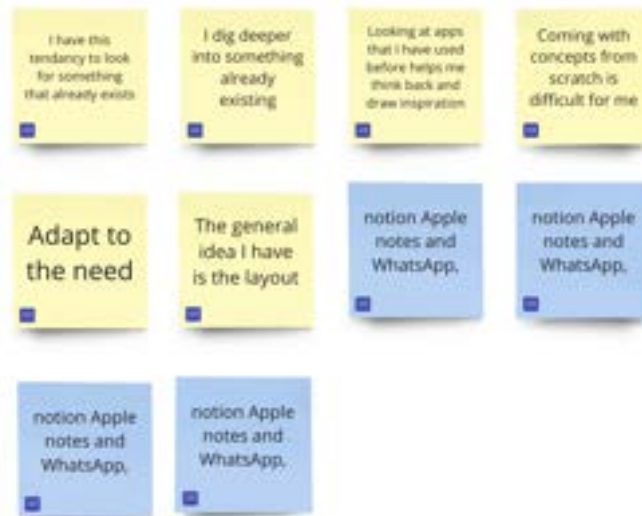 I have this
tendency to look
for something
that already exists
I dig deeper
into something
already
existing
Looking at apps
that I have used
before helps me
think back and
draw inspiration
Coming with
concepts from
scratch is
difficult for me
Adapt to
the need
The general
idea I have
is the layout
notion Apple
notes and
WhatsApp,
notion Apple
notes and
WhatsApp,
notion Apple
notes and
WhatsApp,
notion Apple
notes and
WhatsApp,